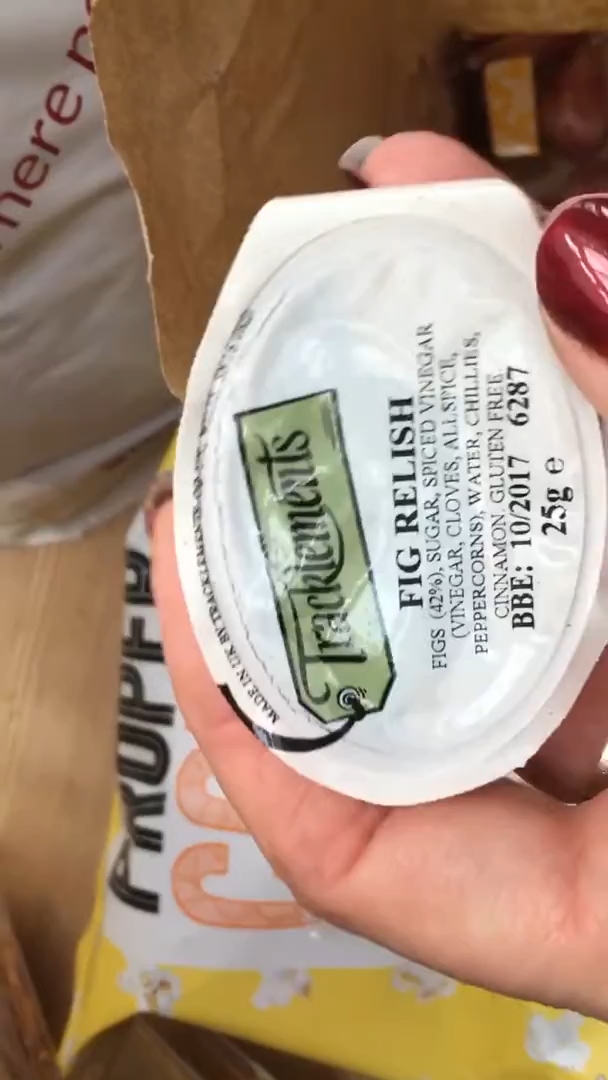 Tracklements
FIG RELISH
FIGS (42%), SUGAR, SPICED VINEGAR
(VINEGAR, CLOVES, ALLSPICE,
PEPPERCORNS), WATER, CHILLIES,
CINNAMON. GLUTEN FREE.
BBE: 10/2017 6287
25g e
MADE IN UK BY TRACKLEMENTS
PROPER
here